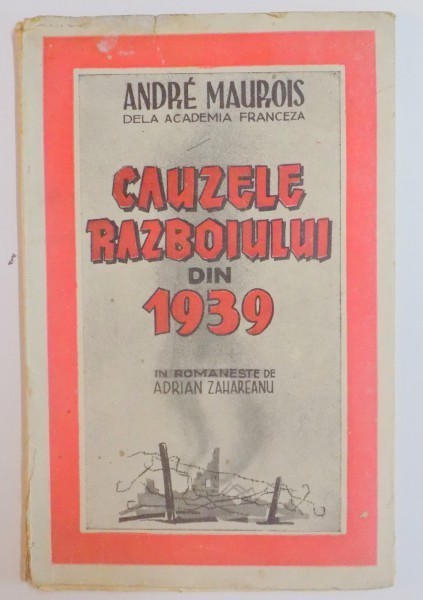 ANDRÉ MAUROIS
DELA ACADEMIA FRANCEZA
CAUZELE
RAZBOIULUI
DIN
1939
IN ROMANESTE DE
ADRIAN ZAHAREANU